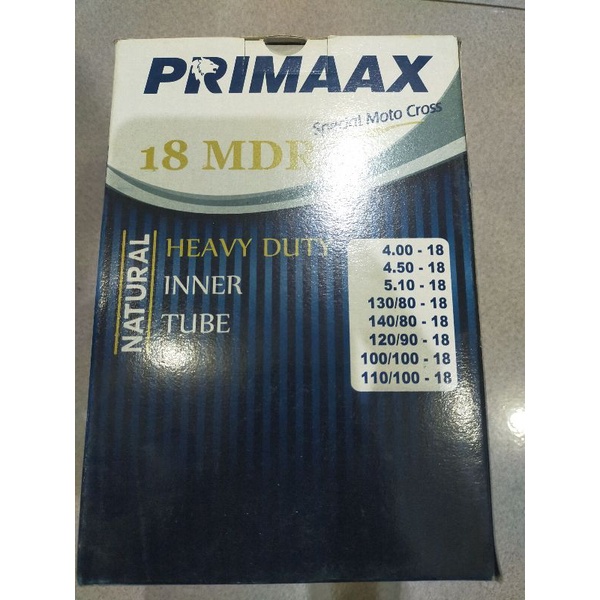 PRIMAAX
Special Moto Cross
18 MDR
NATURAL
HEAVY DUTY
INNER
TUBE
4.00 - 18
4.50 - 18
5.10 - 18
130/80 - 18
140/80 - 18
120/90 - 18
100/100 - 18
110/100 - 18